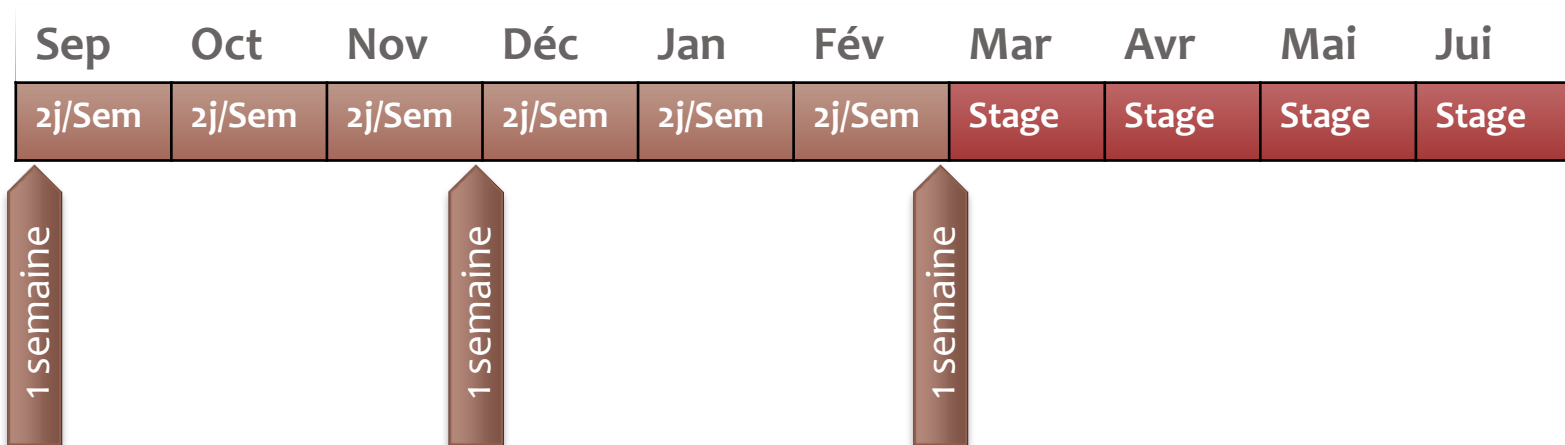 Sep Oct Nov Déc Jan Fév Mar Avr Mai Jui
2j/Sem 2j/Sem 2j/Sem 2j/Sem 2j/Sem 2j/Sem Stage Stage Stage Stage
1 semaine
1 semaine
1 semaine